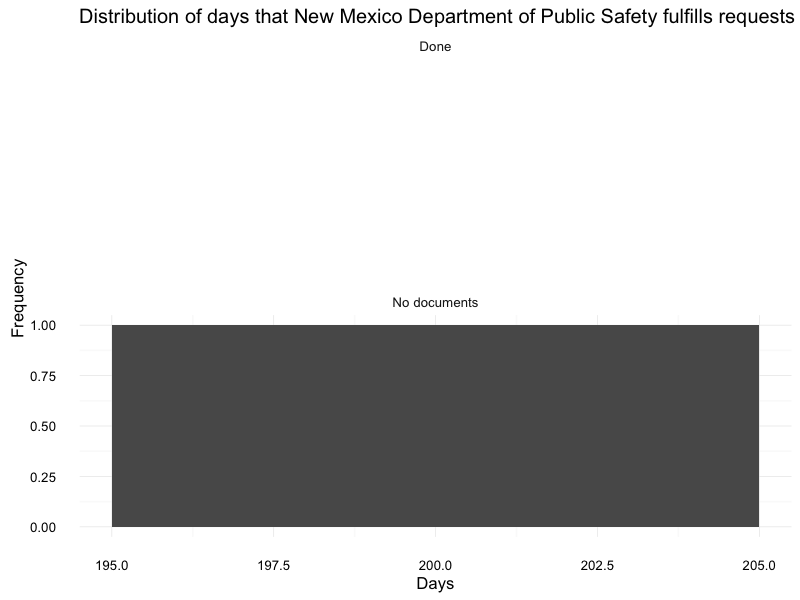 Distribution of days that New Mexico Department of Public Safety fulfills requests
Done
No documents
Frequency
1.00
0.75
0.50
0.25
0.00
195.0 197.5 200.0 202.5 205.0
Days